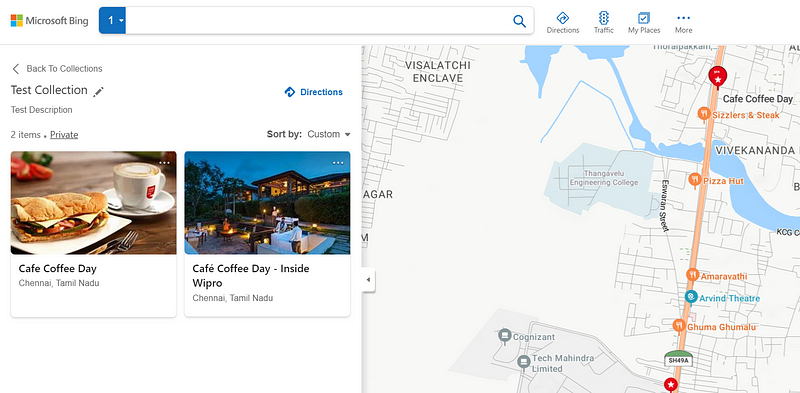 Microsoft Bing
1
Directions
Traffic
My Places
More
Back To Collections
Test Collection
Directions
Test Description
2 items . Private
Sort by: Custom
Cafe Coffee Day
Chennai, Tamil Nadu
Café Coffee Day - Inside
Wipro
Chennai, Tamil Nadu
Thoraipakkam,
VISALATCHI
ENCLAVE
Cafe Coffee Day
Sizzlers & Steak
VIVEKANANDA
Thangavelu
Engineering College
Pizza Hut
Eswaran Street
AGAR
B
KCG C
M
Amaravathi
Arvind Theatre
Ghuma Ghumalu
Cognizant
Tech Mahindra
Limited
SH49A